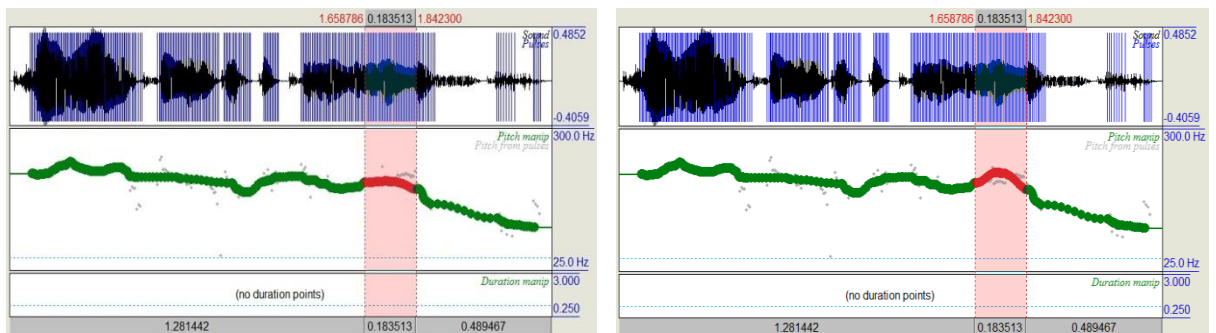 1.658786 0.183513 1.842300
Sound 0.4852
Pulses
-0.4059
Pitch manip 300.0 Hz
Pitch from pulses
25.0 Hz
Duration manip 3.000
(no duration points)
0.250
1.281442 0.183513 0.489467
1.658786 0.183513 1.842300
Sound 0.4852
Pulses
-0.4059
Pitch manip 300.0 Hz
Pitch from pulses
25.0 Hz
Duration manip 3.000
(no duration points)
0.250
1.281442 0.183513 0.489467